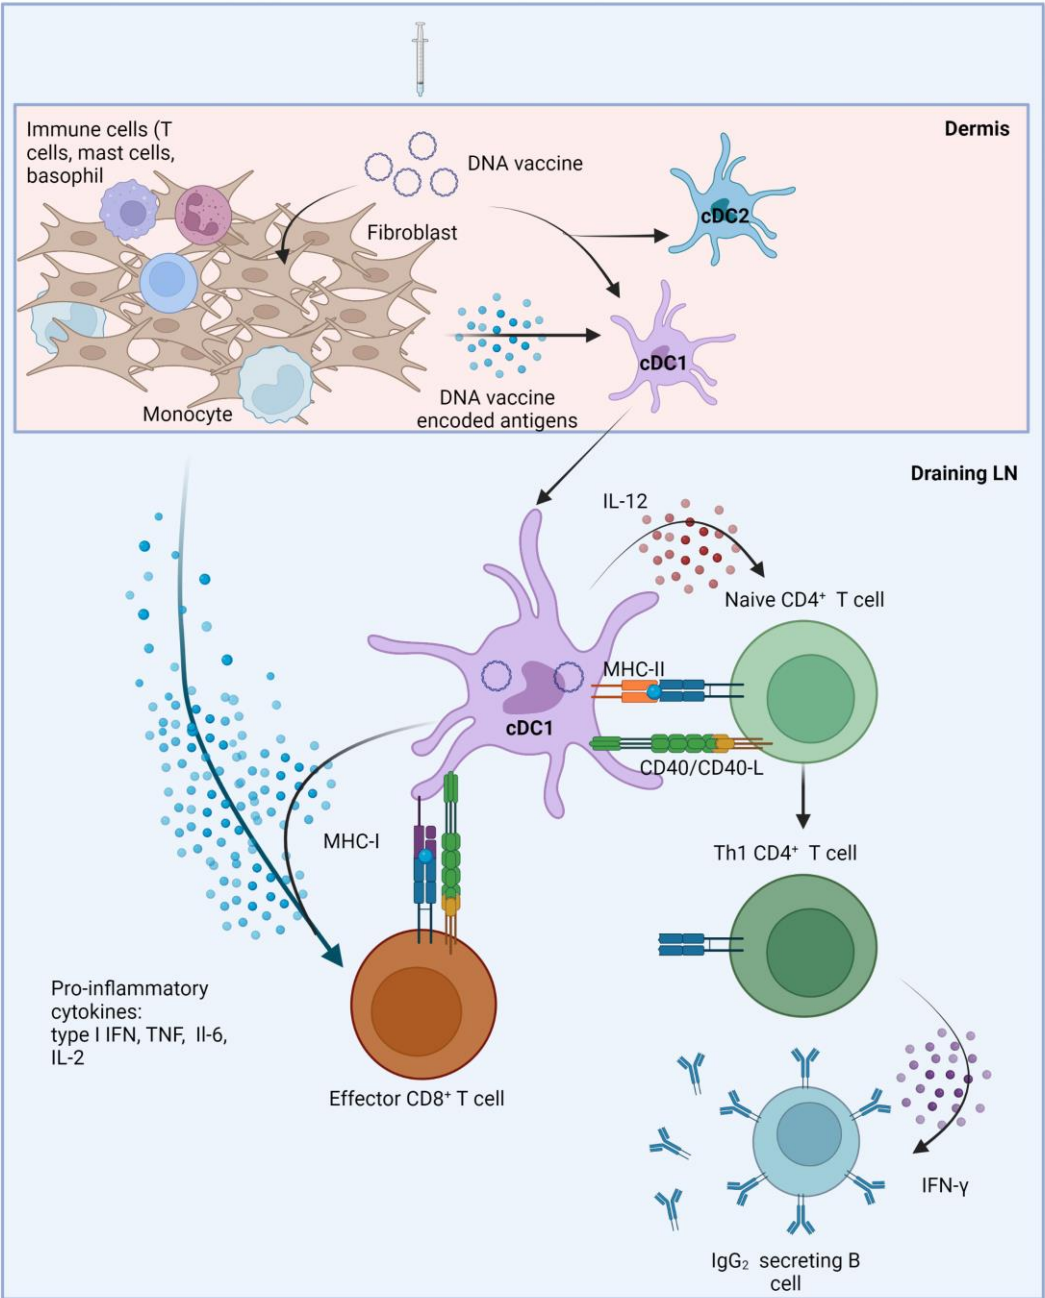 Immune cells (T
cells, mast cells,
basophil
Dermis
DNA vaccine
cDC2
Fibroblast
cDC1
DNA vaccine
encoded antigens
Monocyte
Draining LN
IL-12
Naive CD4⁺ T cell
MHC-II
cDC1
CD40/CD40-L
MHC-I
Th1 CD4⁺ T cell
Pro-inflammatory
cytokines:
type I IFN, TNF, Il-6,
IL-2
Effector CD8⁺ T cell
IFN-γ
IgG₂ secreting B
cell